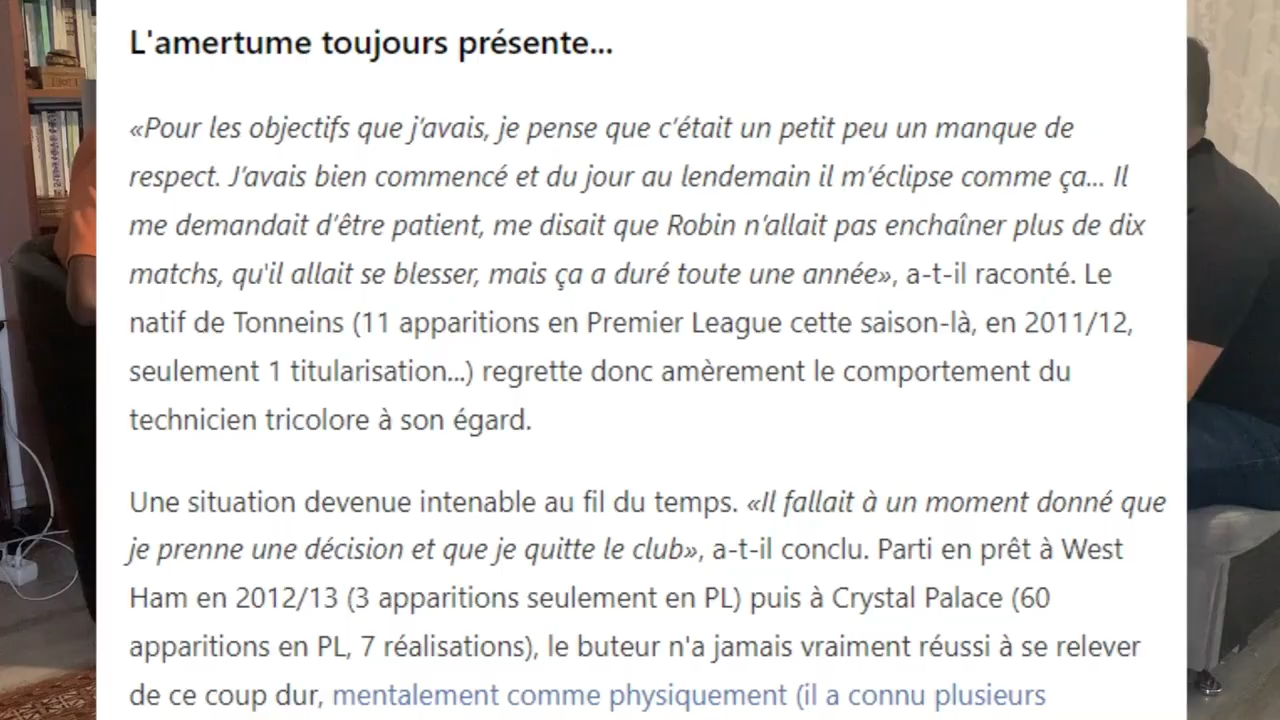 L'amertume toujours présente...
«Pour les objectifs que j’avais, je pense que c’était un petit peu un manque de
respect. J’avais bien commencé et du jour au lendemain il m’éclipse comme ça... Il
me demandait d’être patient, me disait que Robin n’allait pas enchaîner plus de dix
matchs, qu'il allait se blesser, mais ça a duré toute une année», a-t-il raconté. Le
natif de Tonneins (11 apparitions en Premier League cette saison-là, en 2011/12,
seulement 1 titularisation...) regrette donc amèrement le comportement du
technicien tricolore à son égard.
Une situation devenue intenable au fil du temps. «Il fallait à un moment donné que
je prenne une décision et que je quitte le club», a-t-il conclu. Parti en prêt à West
Ham en 2012/13 (3 apparitions seulement en PL) puis à Crystal Palace (60
apparitions en PL, 7 réalisations), le buteur n'a jamais vraiment réussi à se relever
de ce coup dur, mentalement comme physiquement (il a connu plusieurs